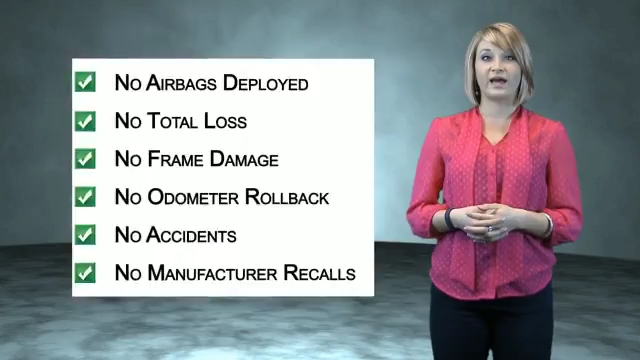 No Airbags Deployed
No Total Loss
No Frame Damage
No Odometer Rollback
No Accidents
No Manufacturer Recalls